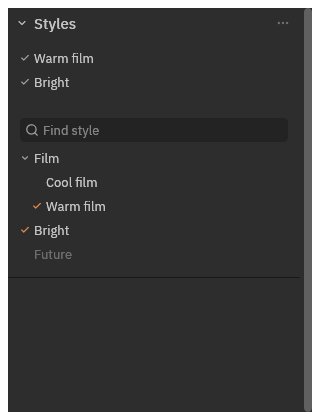 Styles
Warm film
Bright
Find style
Film
Cool film
Warm film
Bright
Future